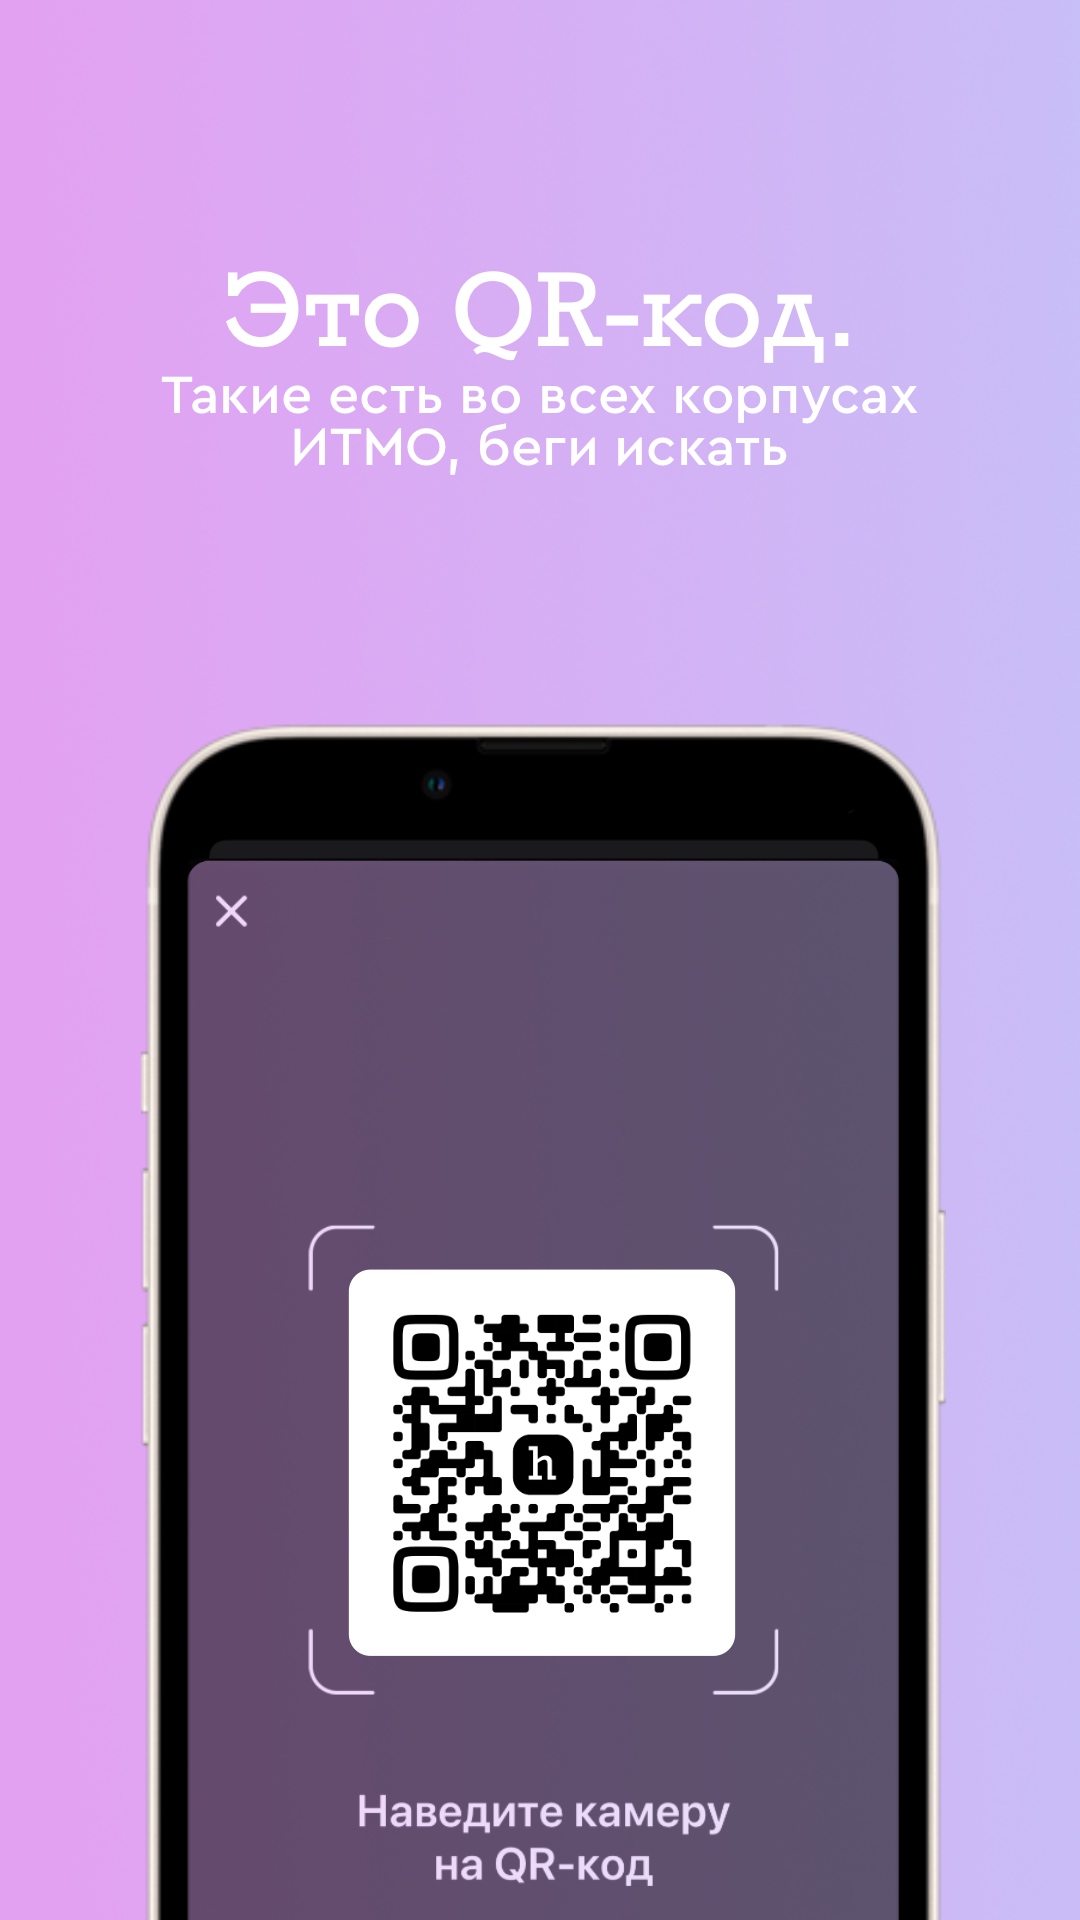 Это QR-код.
Такие есть во всех корпусах
ИТМО, беги искать
h
Наведите камеру
на QR-код